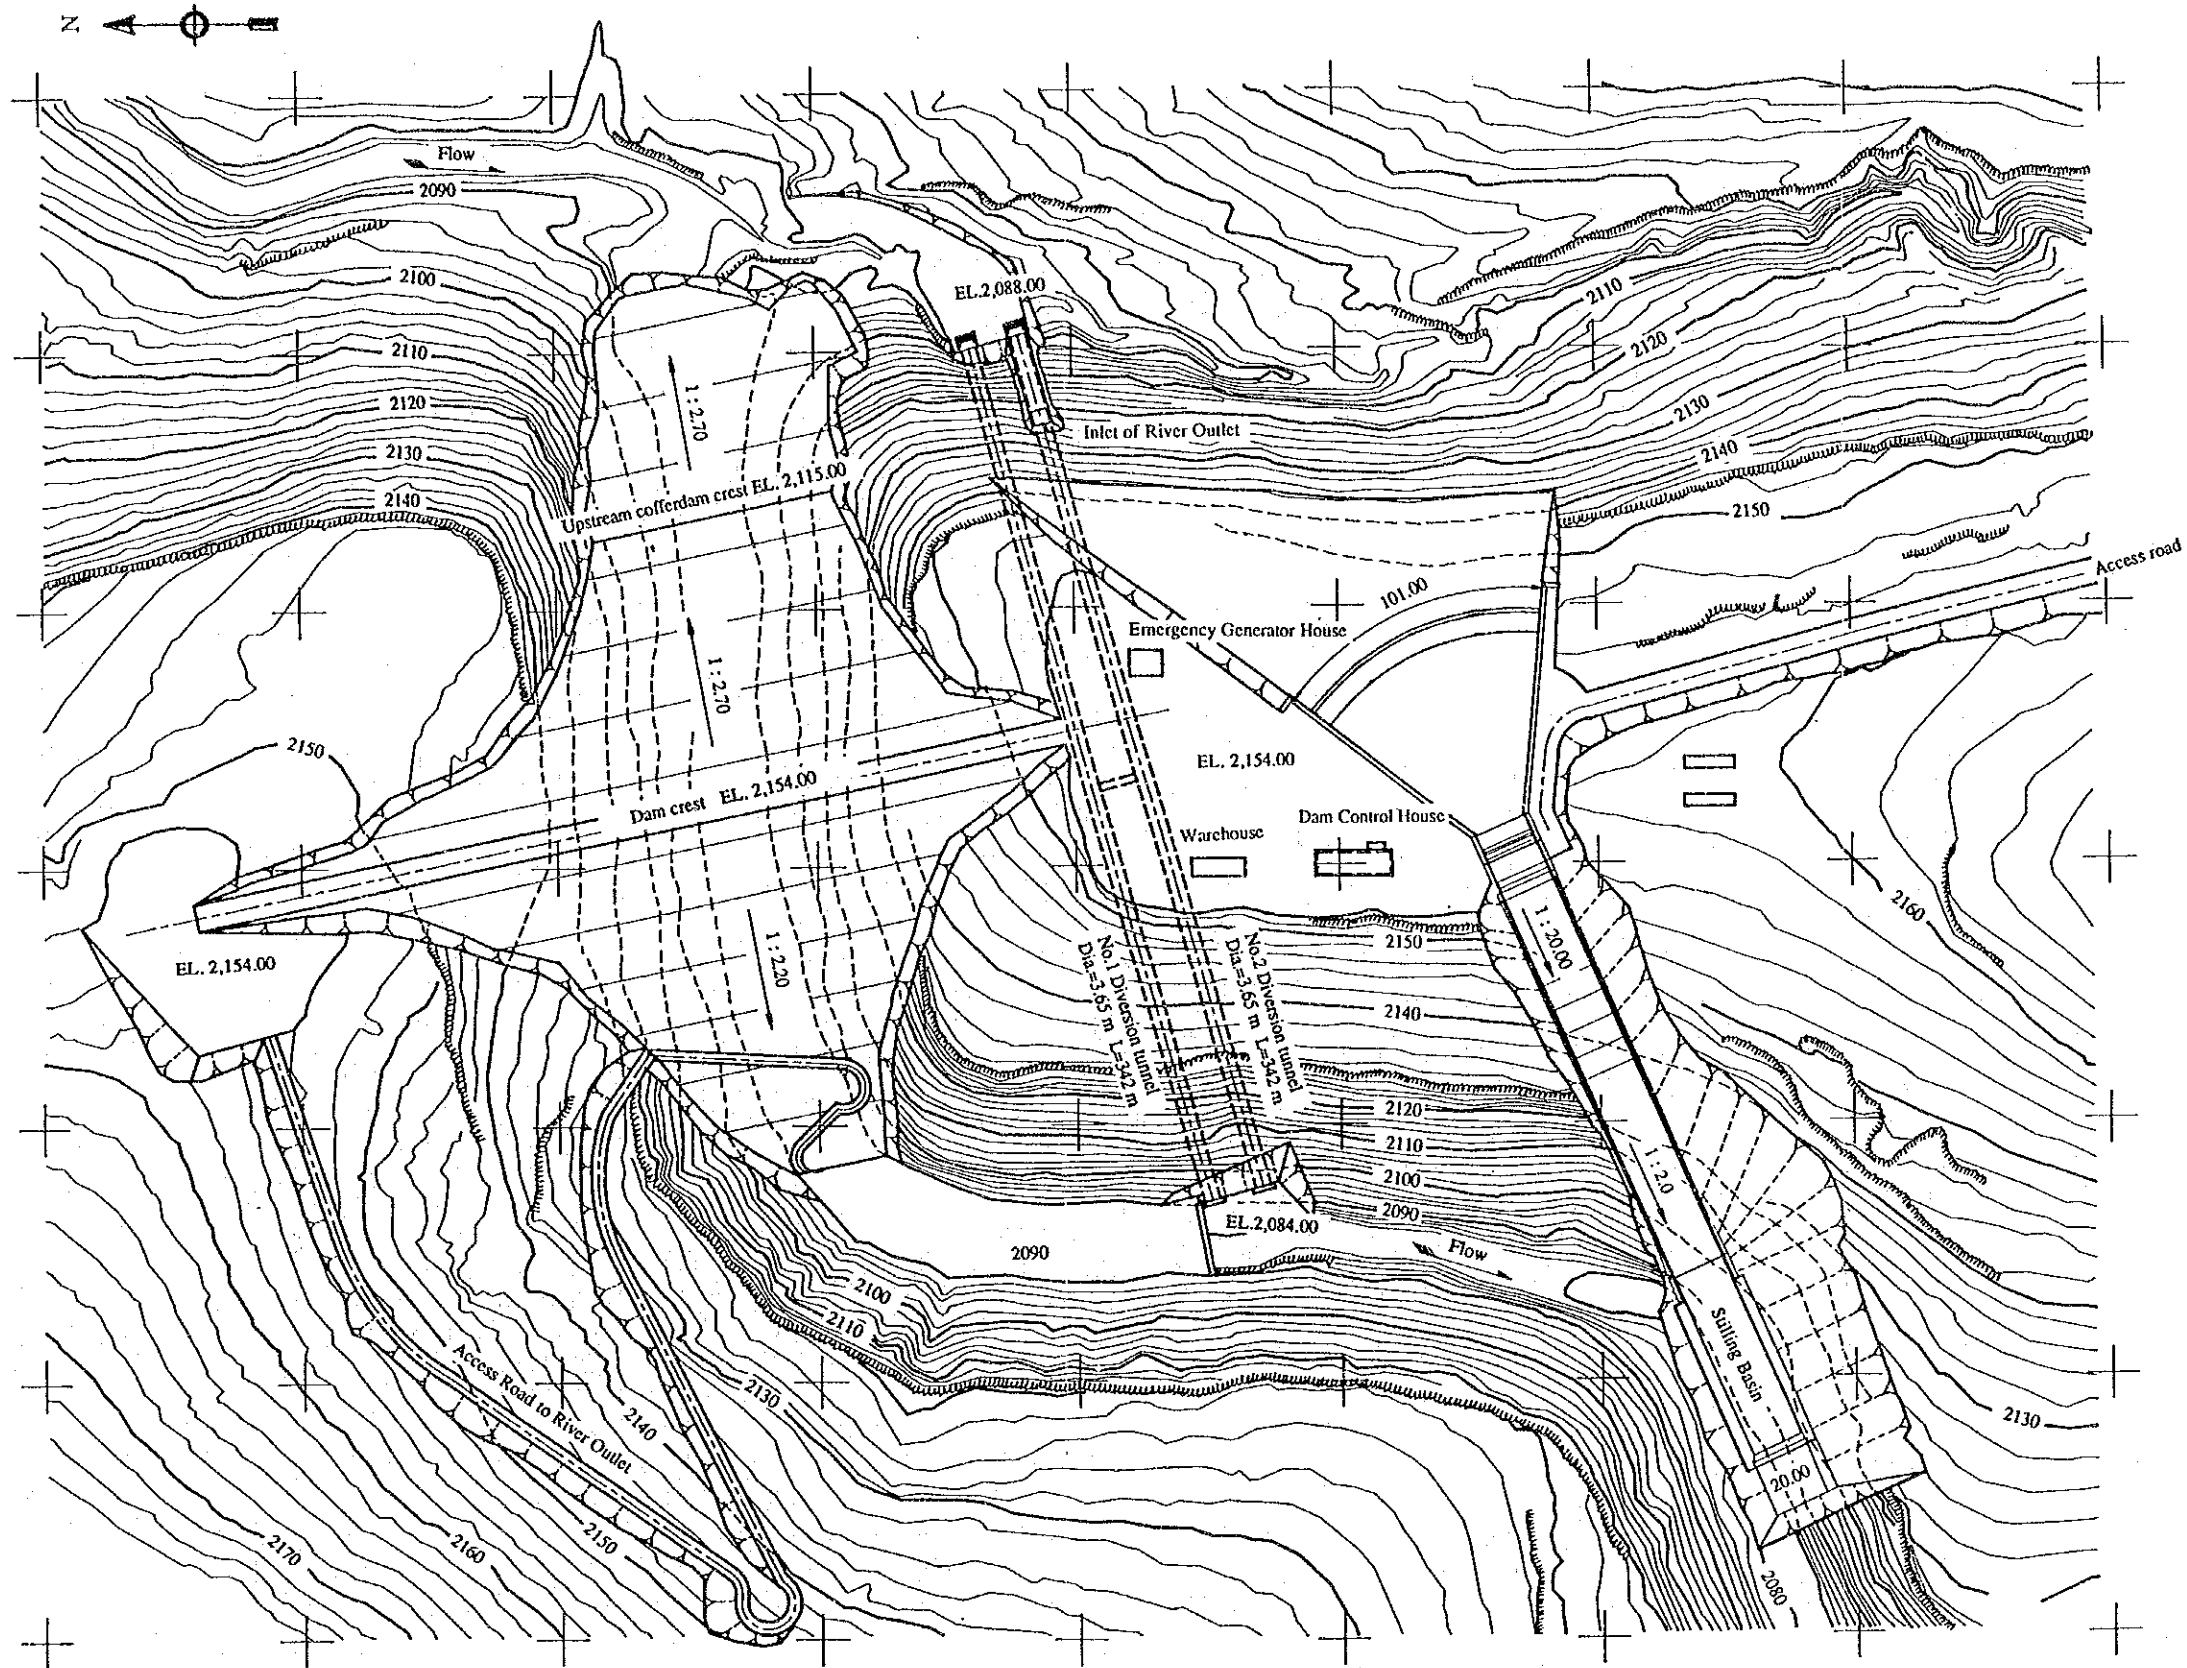 N
Flow
2090
2100
EL.2,088.00
2110
2110
2120
2120
1 : 2.70
2130
Inlet of River Outlet
2130
2140
2140
Upstream cofferdam crest EL. 2,115.00
2150
Access road
101.00
Emergency Generator House
1 : 2.70
2150
EL. 2,154.00
Dam crest EL. 2,154.00
Warehouse
Dam Control House
2160
1 : 20.00
2150
EL. 2,154.00
1 : 2.20
No.1 Diversion tunnel
Dia.=3.65 m L=342 m
No.2 Diversion tunnel
Dia.=3.65 m L=342 m
2140
2120
2110
1 : 2.0
2100
2090
EL.2,084.00
2090
Flow
2100
2110
Stilling Basin
Access Road to River Outlet
2130
2140
2130
20.00
2170
2160
2150
2080